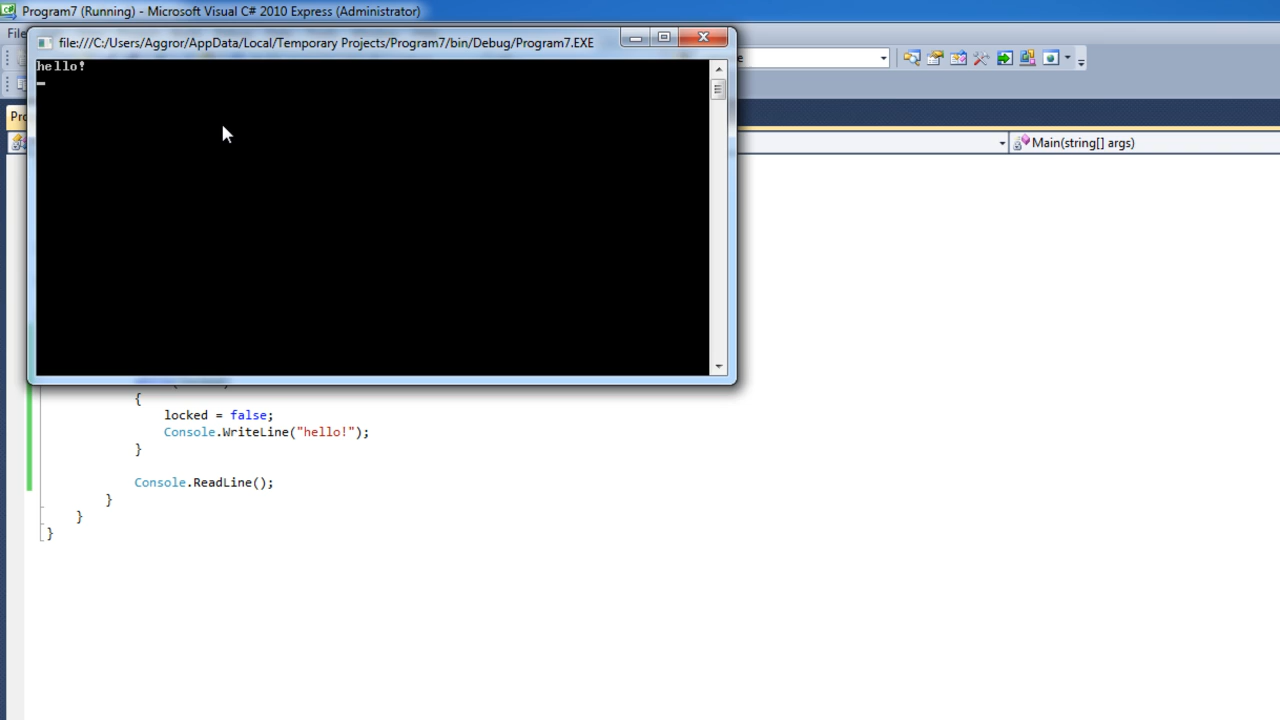 Program7 (Running) - Microsoft Visual C# 2010 Express (Administrator)
file:///C:/Users/Aggror/AppData/Local/Temporary Projects/Program7/bin/Debug/Program7.EXE
hello!
Main(string[] args)
{
locked = false;
Console.WriteLine("hello!");
}
Console.ReadLine();
}
}
}